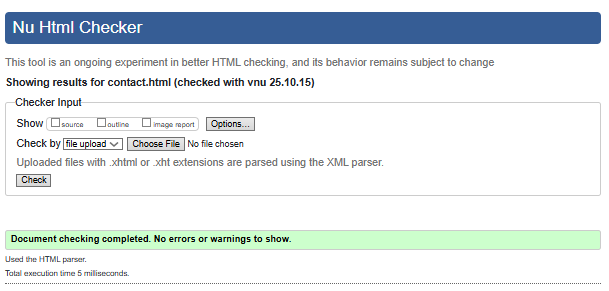 Nu Html Checker
This tool is an ongoing experiment in better HTML checking, and its behavior remains subject to change
Showing results for contact.html (checked with vnu 25.10.15)
Checker Input
Show source outline image report Options...
Check by file upload Choose File No file chosen
Uploaded files with .xhtml or .xht extensions are parsed using the XML parser.
Check
Document checking completed. No errors or warnings to show.
Used the HTML parser.
Total execution time 5 milliseconds.